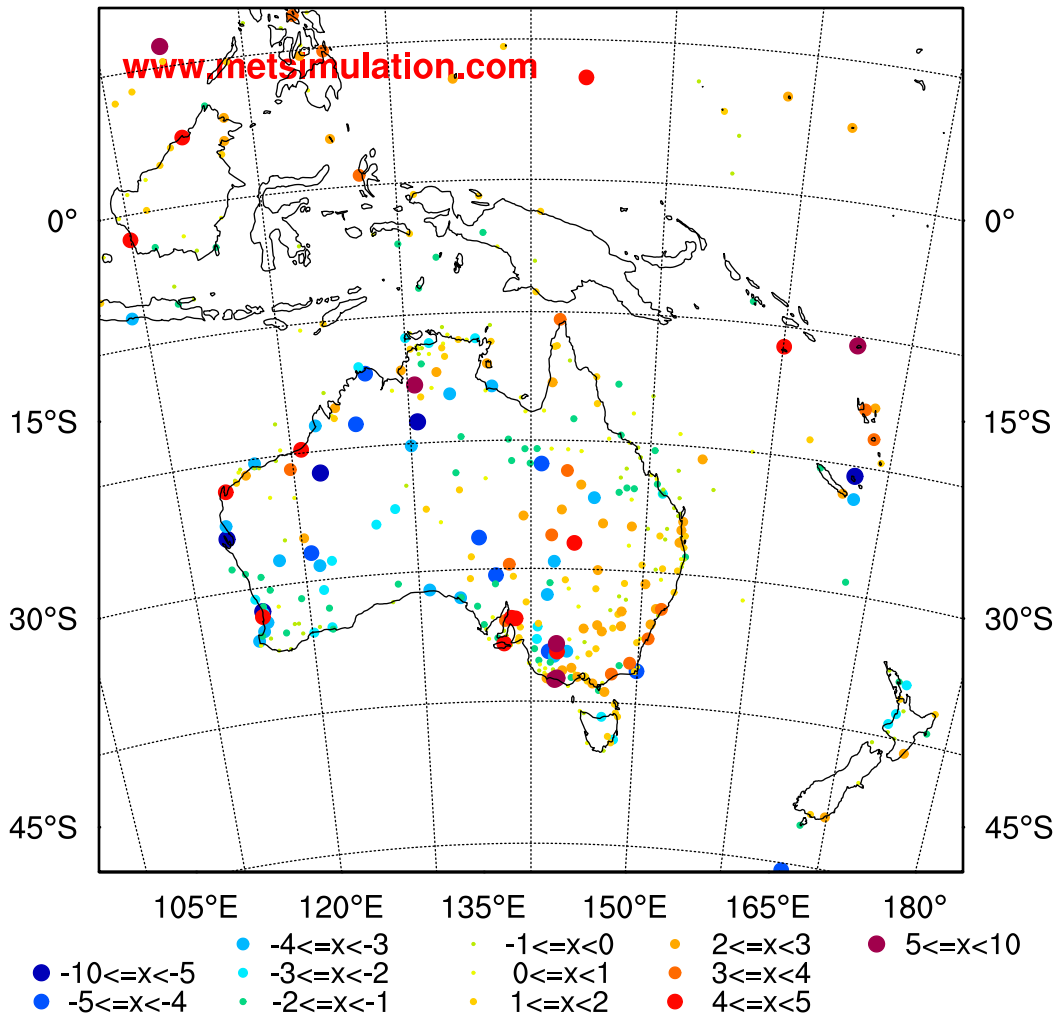 www.metsimulation.com
0° 0°
15°S 15°S
30°S 30°S
45°S 45°S
105°E 120°E 135°E 150°E 165°E 180°
-4<=x<-3 -1<=x<0 2<=x<3 5<=x<10
-10<=x<-5 -3<=x<-2 0<=x<1 3<=x<4
-5<=x<-4 -2<=x<-1 1<=x<2 4<=x<5